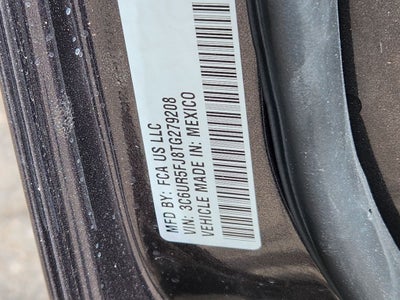 MFD BY: FCA US LLC
VIN: 3C6UR5FJ8TG279208
VEHICLE MADE IN: MEXICO